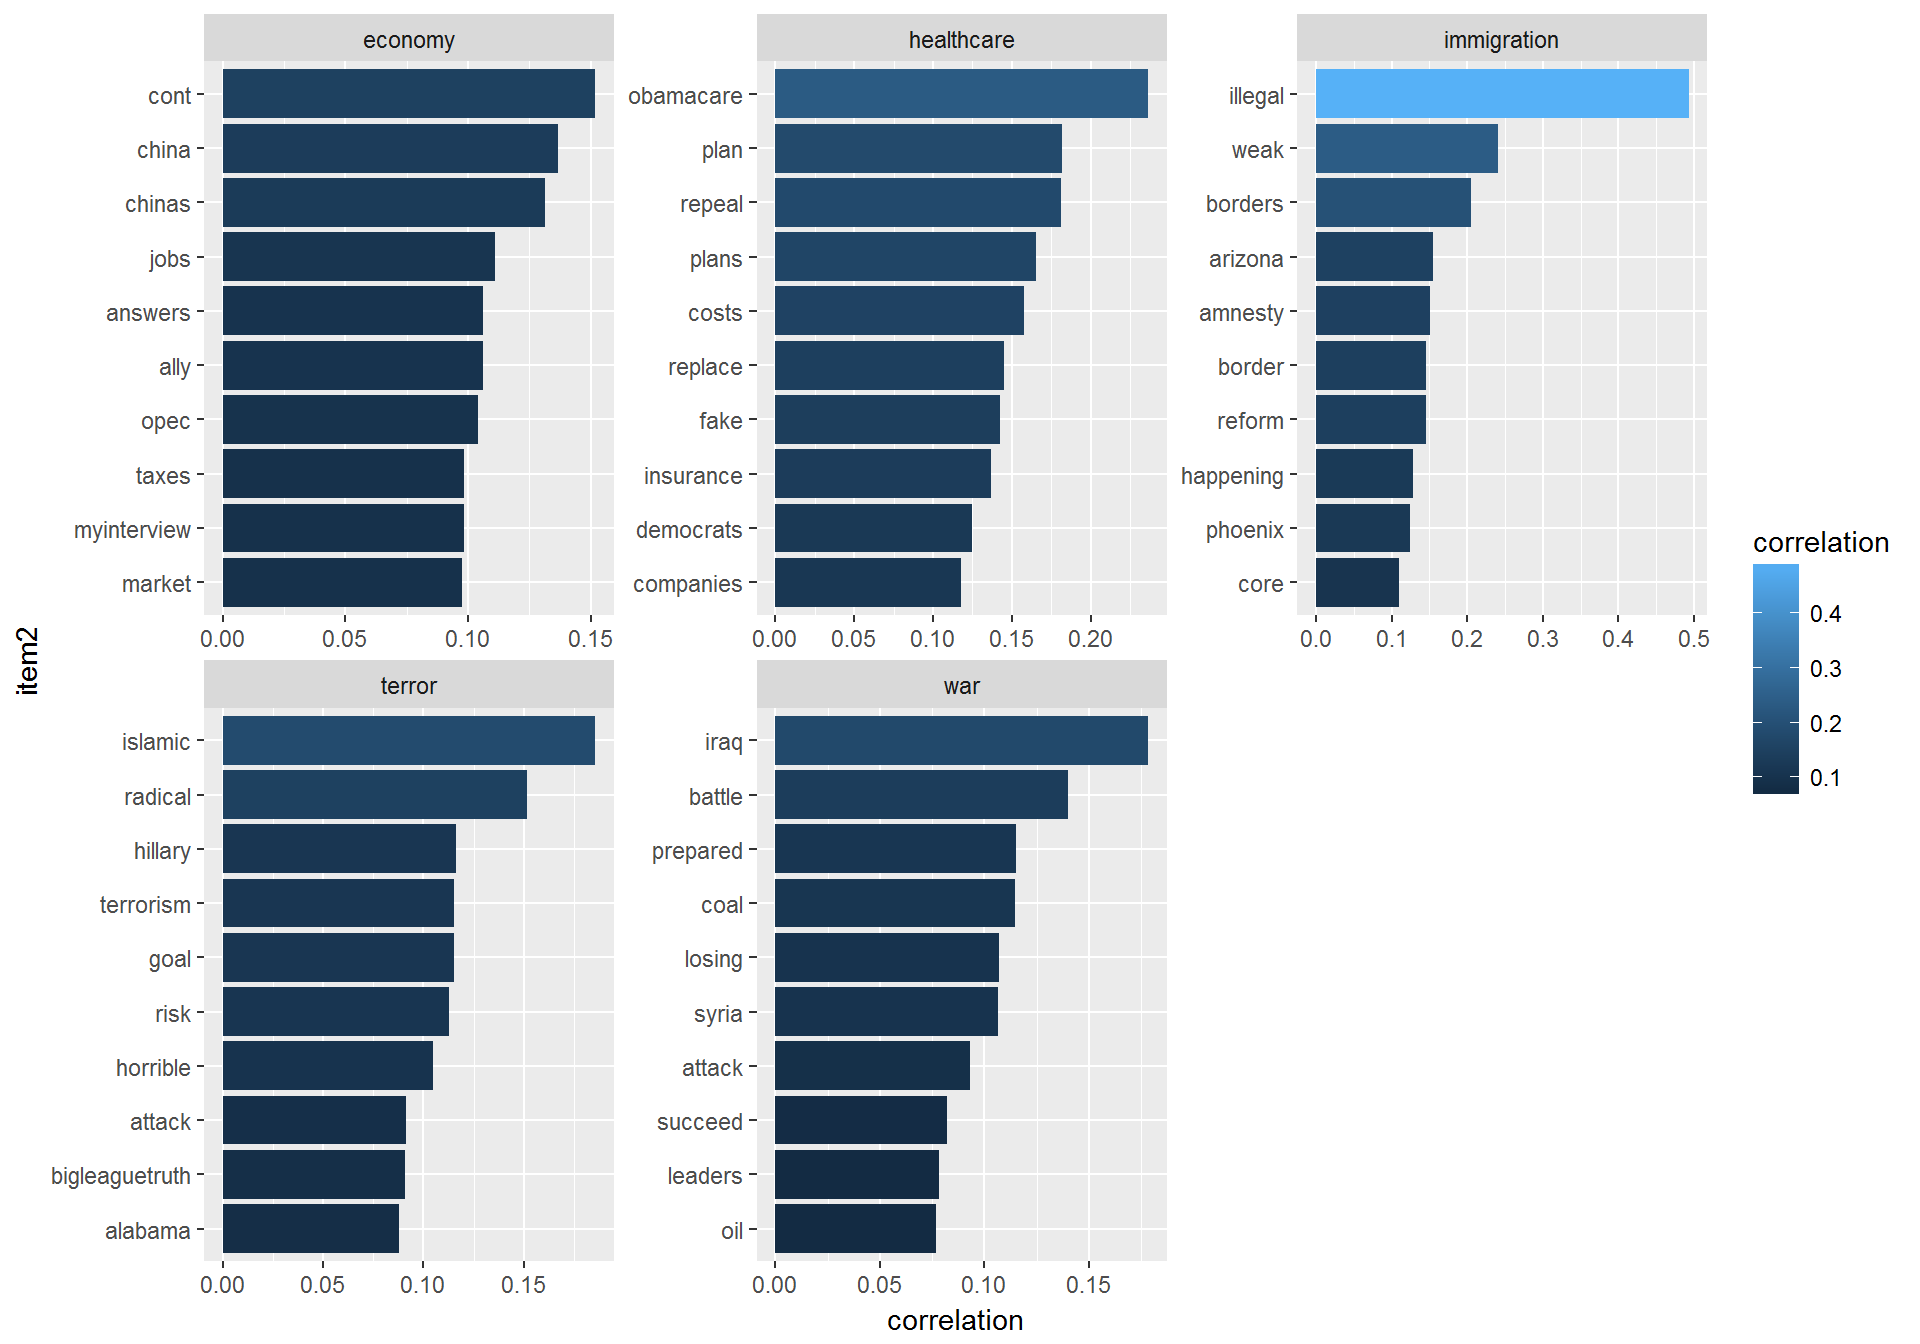 economy
cont
china
chinas
jobs
answers
ally
opec
taxes
myinterview
market
0.00 0.05 0.10 0.15
healthcare
obamacare
plan
repeal
plans
costs
replace
fake
insurance
democrats
companies
0.00 0.05 0.10 0.15 0.20
immigration
illegal
weak
borders
arizona
amnesty
border
reform
happening
phoenix
core
0.0 0.1 0.2 0.3 0.4 0.5
terror
islamic
radical
hillary
terrorism
goal
risk
horrible
attack
bigleaguetruth
alabama
0.00 0.05 0.10 0.15
war
iraq
battle
prepared
coal
losing
syria
attack
succeed
leaders
oil
0.00 0.05 0.10 0.15
item2
correlation
correlation
0.4
0.3
0.2
0.1